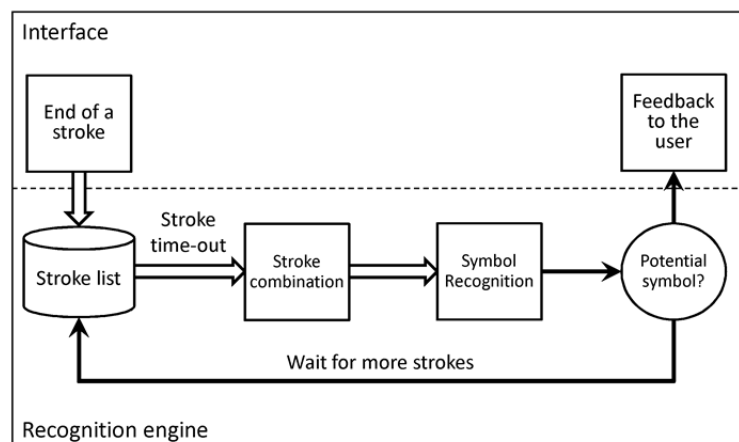 Interface
End of a
stroke
Feedback
to the
user
Stroke
time-out
Stroke list
Stroke
combination
Symbol
Recognition
Potential
symbol?
Wait for more strokes
Recognition engine